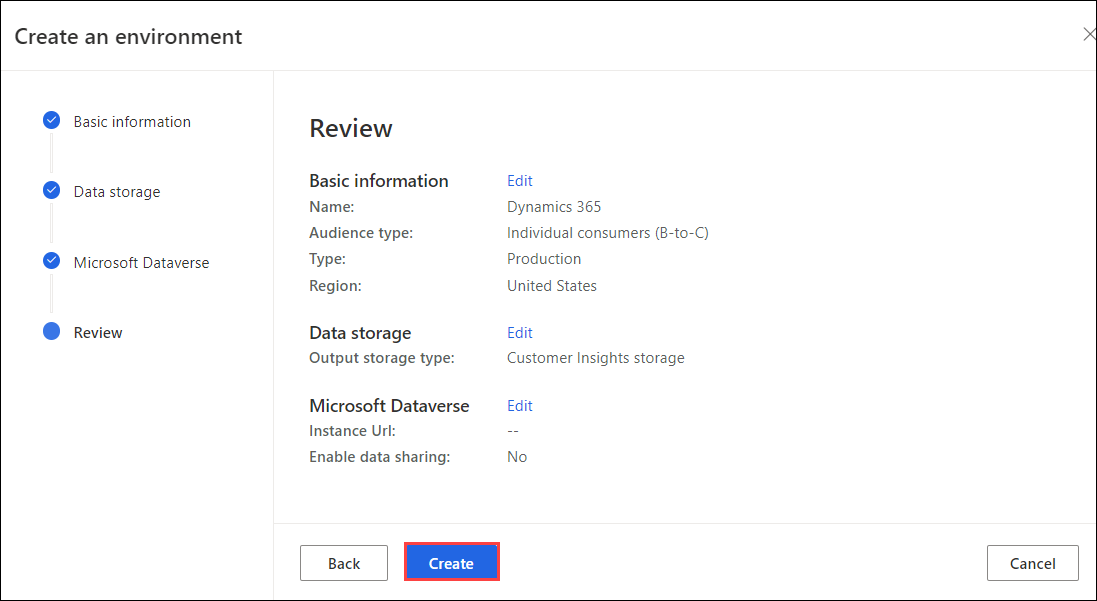 Create an environment
Basic information
Data storage
Microsoft Dataverse
Review
Review
Basic information Edit
Name: Dynamics 365
Audience type: Individual consumers (B-to-C)
Type: Production
Region: United States
Data storage Edit
Output storage type: Customer Insights storage
Microsoft Dataverse Edit
Instance Url: --
Enable data sharing: No
Back Create Cancel